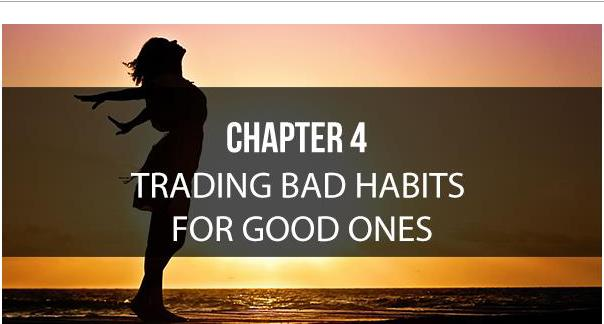 CHAPTER 4
TRADING BAD HABITS
FOR GOOD ONES